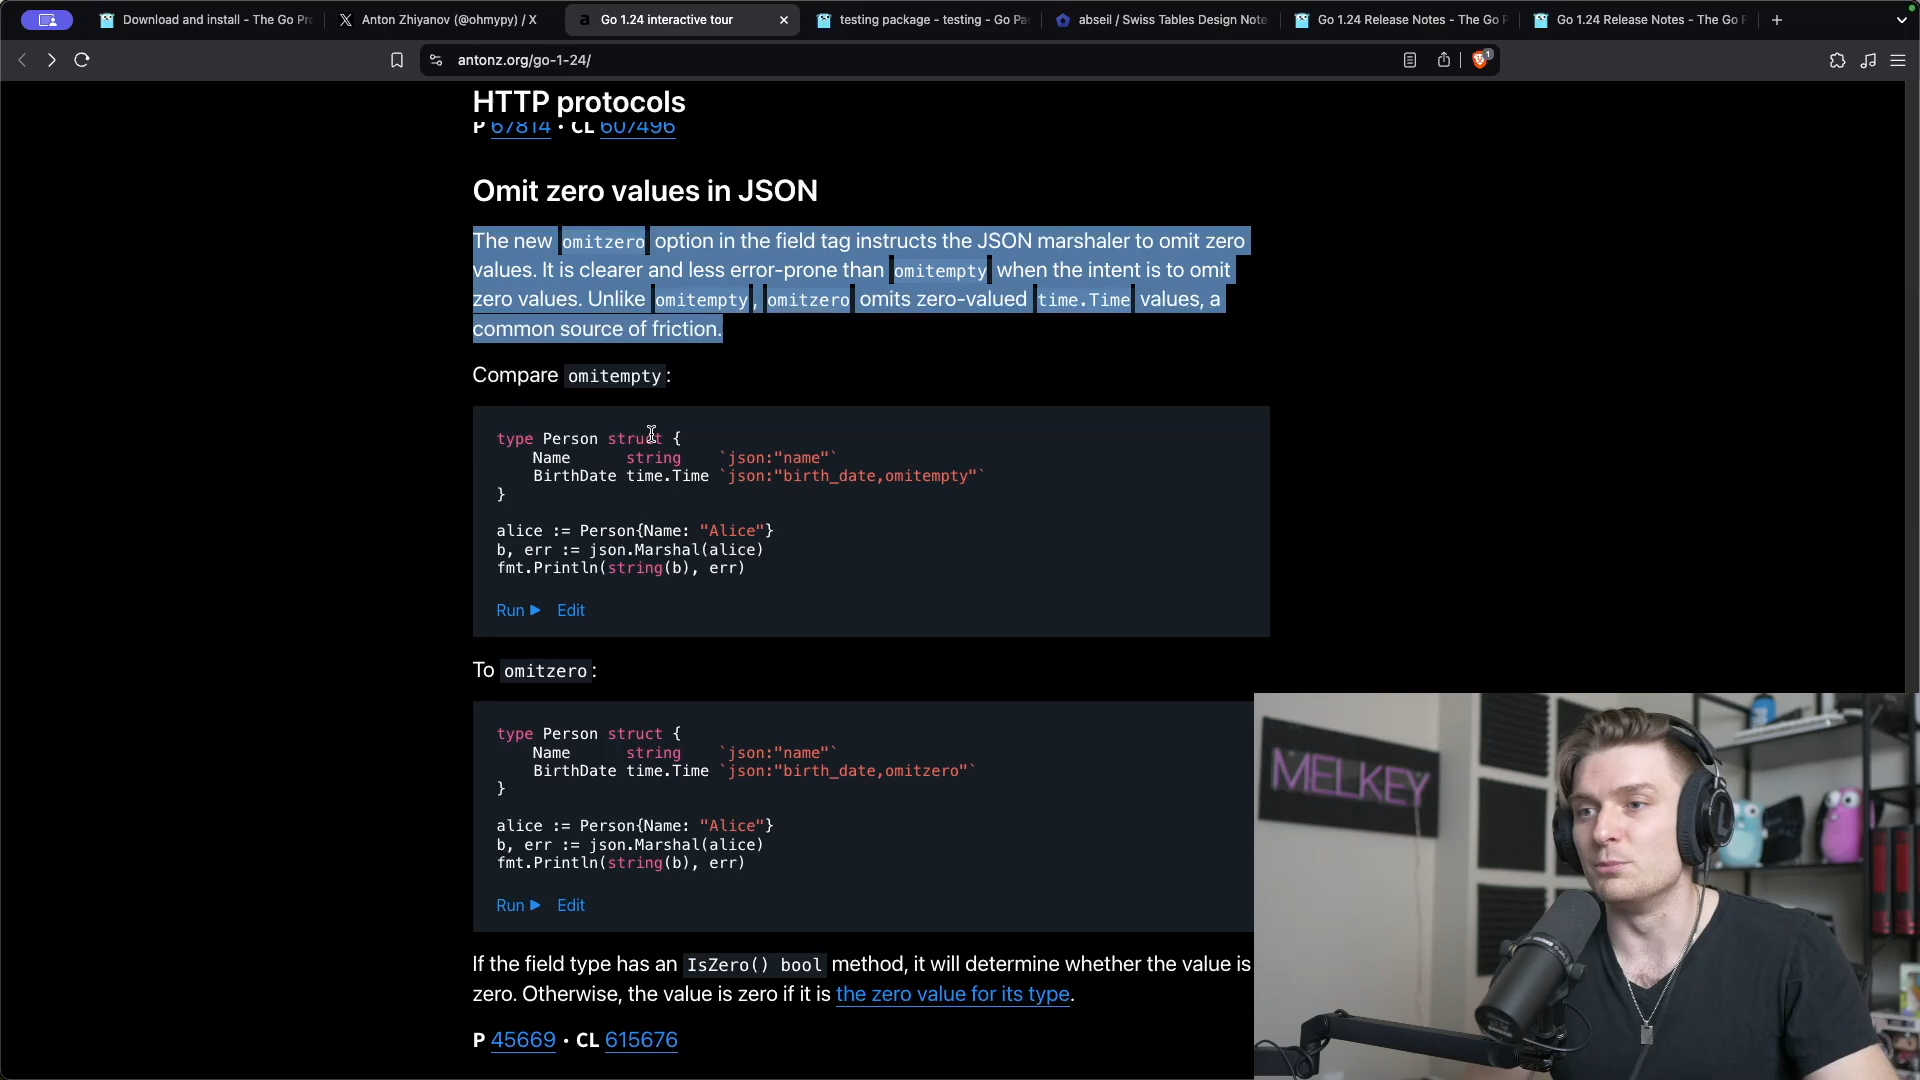 Download and install - The Go Pr
Anton Zhiyanov (@ohmypy) / X
Go 1.24 interactive tour
testing package - testing - Go Pa
abseil / Swiss Tables Design Note
Go 1.24 Release Notes - The Go P
Go 1.24 Release Notes - The Go P
antonz.org/go-1-24/
1
HTTP protocols
P 67814 • CL 607496
Omit zero values in JSON
The new omitzero option in the field tag instructs the JSON marshaler to omit zero
values. It is clearer and less error-prone than omitempty when the intent is to omit
zero values. Unlike omitempty, omitzero omits zero-valued time.Time values, a
common source of friction.
Compare omitempty:
type Person struct {
    Name      string    `json:"name"`
    BirthDate time.Time `json:"birth_date,omitempty"`
}
alice := Person{Name: "Alice"}
b, err := json.Marshal(alice)
fmt.Println(string(b), err)
Run ▶ Edit
To omitzero:
type Person struct {
    Name      string    `json:"name"`
    BirthDate time.Time `json:"birth_date,omitzero"`
}
alice := Person{Name: "Alice"}
b, err := json.Marshal(alice)
fmt.Println(string(b), err)
Run ▶ Edit
If the field type has an IsZero() bool method, it will determine whether the value is
zero. Otherwise, the value is zero if it is the zero value for its type.
P 45669 • CL 615676
MELKEY